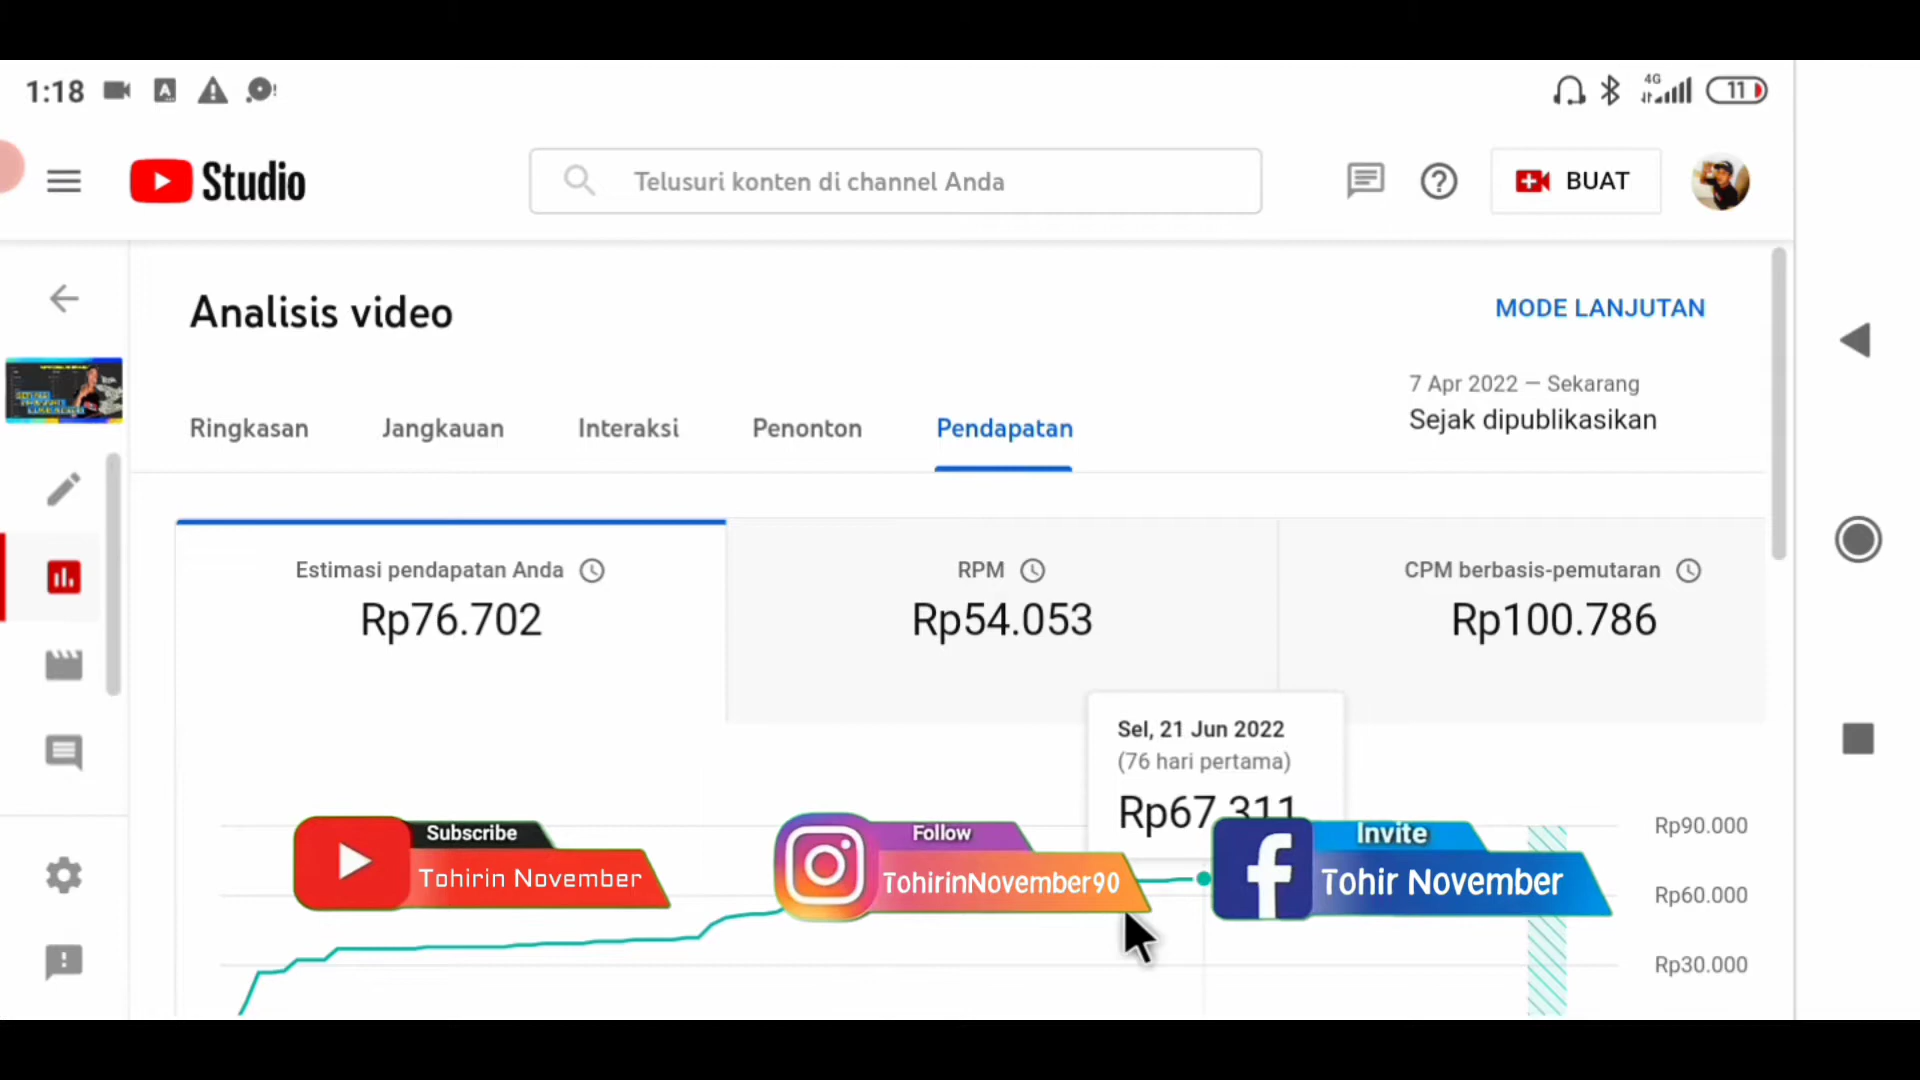 1:18
4G
11
Studio
Telusuri konten di channel Anda
BUAT
Analisis video
MODE LANJUTAN
7 Apr 2022 – Sekarang
Sejak dipublikasikan
Ringkasan Jangkauan Interaksi Penonton Pendapatan
Estimasi pendapatan Anda
Rp76.702
RPM
Rp54.053
CPM berbasis-pemutaran
Rp100.786
Sel, 21 Jun 2022
(76 hari pertama)
Rp67.311
Rp90.000
Rp60.000
Rp30.000
Subscribe
Tohirin November
Follow
TohirinNovember90
Invite
Tohir November